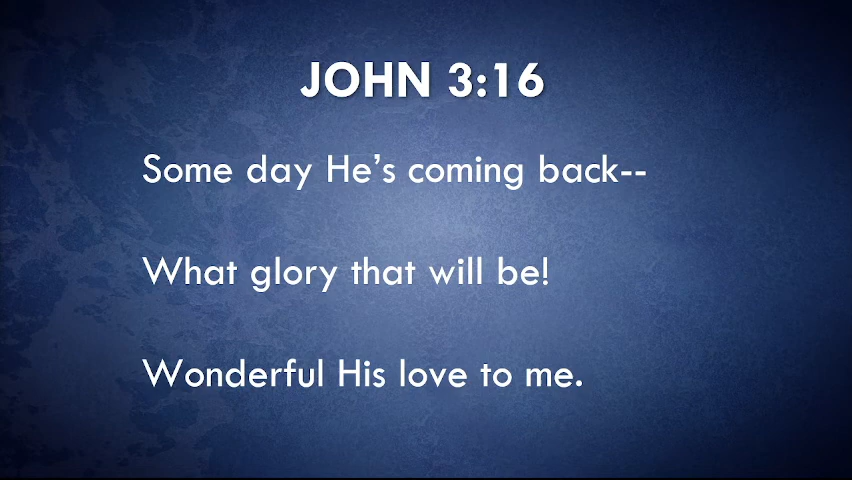 JOHN 3:16
Some day He’s coming back--
What glory that will be!
Wonderful His love to me.